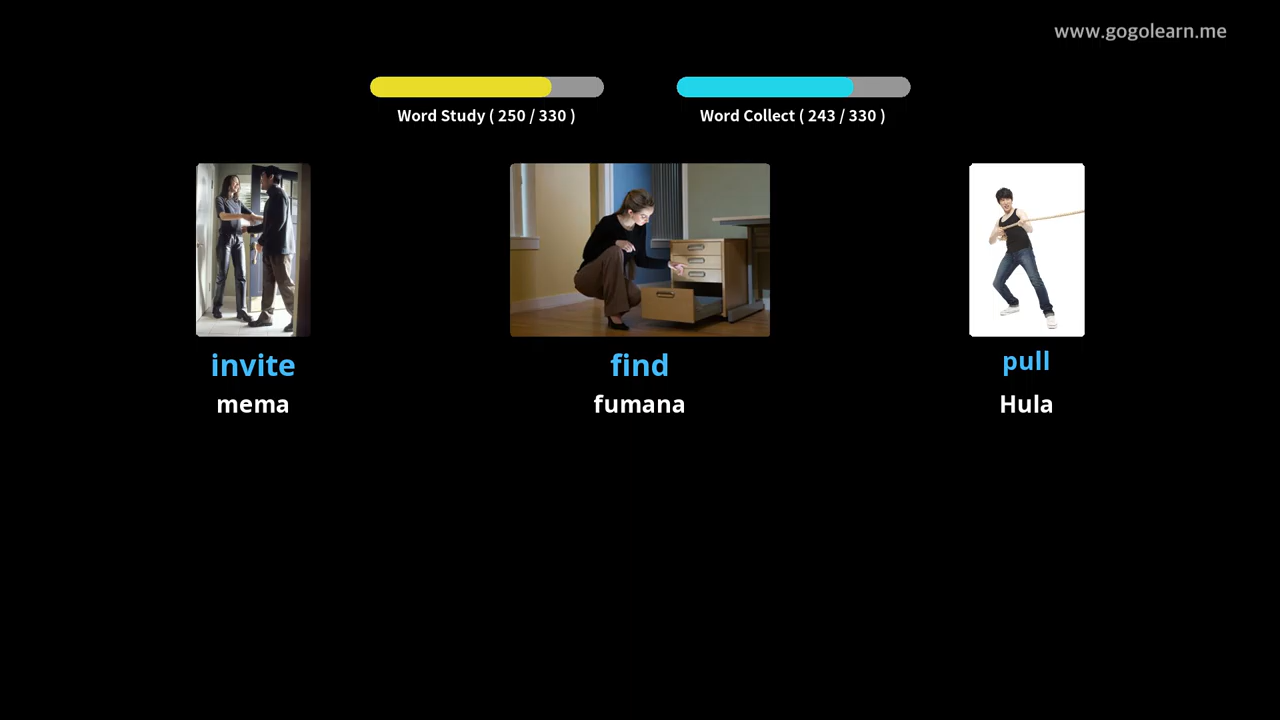 www.gogolearn.me
Word Study ( 250 / 330 )
Word Collect ( 243 / 330 )
invite
mema
find
fumana
pull
Hula